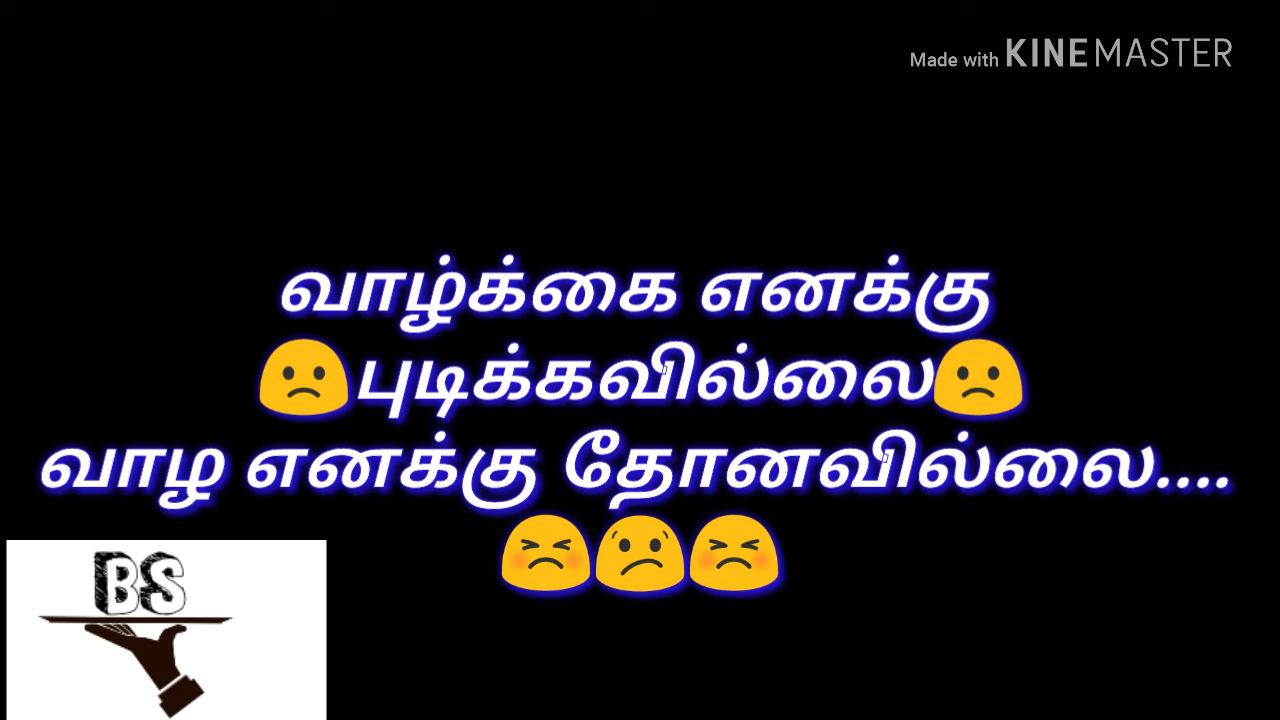 Made with KINEMASTER
வாழ்க்கை எனக்கு
🙁புடிக்கவில்லை🙁
வாழ எனக்கு தோனவில்லை....
😣😕😣
BS